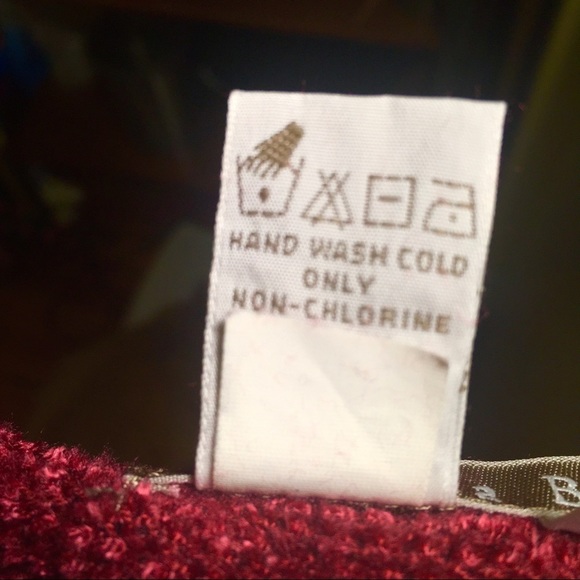 HAND WASH COLD
ONLY
NON-CHLORINE
B